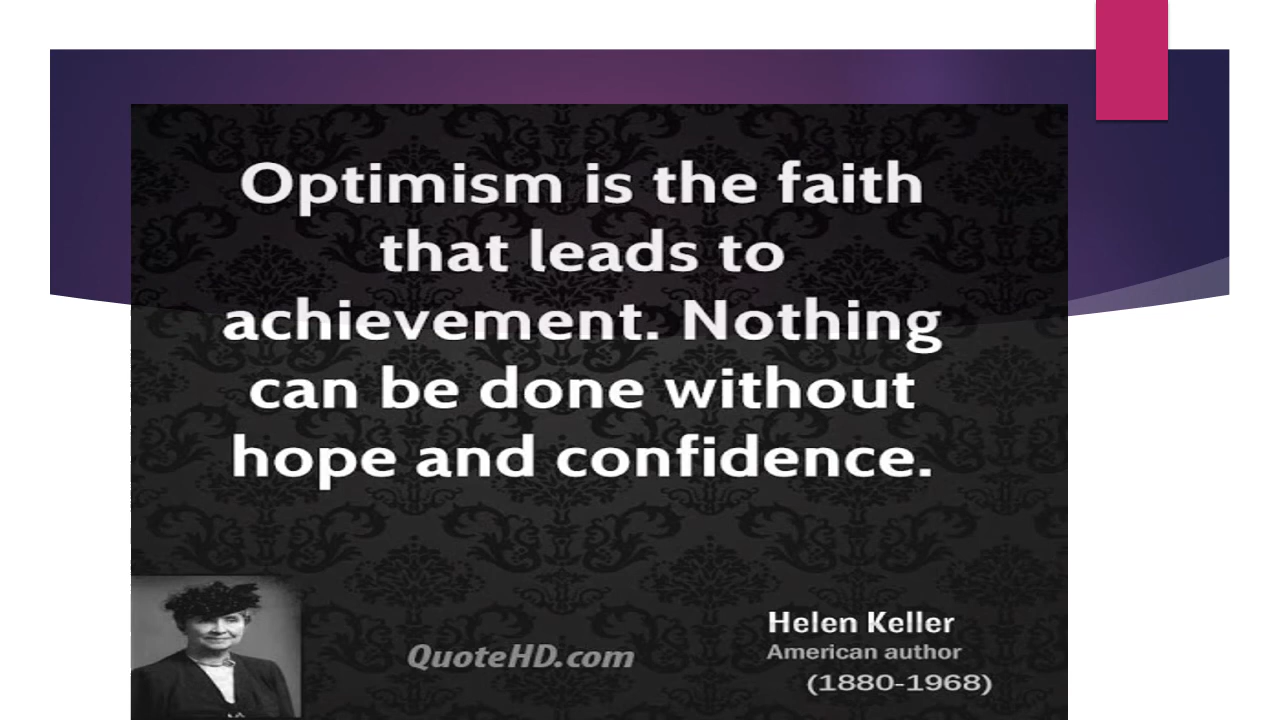 Optimism is the faith
that leads to
achievement. Nothing
can be done without
hope and confidence.
Helen Keller
American author
QuoteHD.com
(1880-1968)